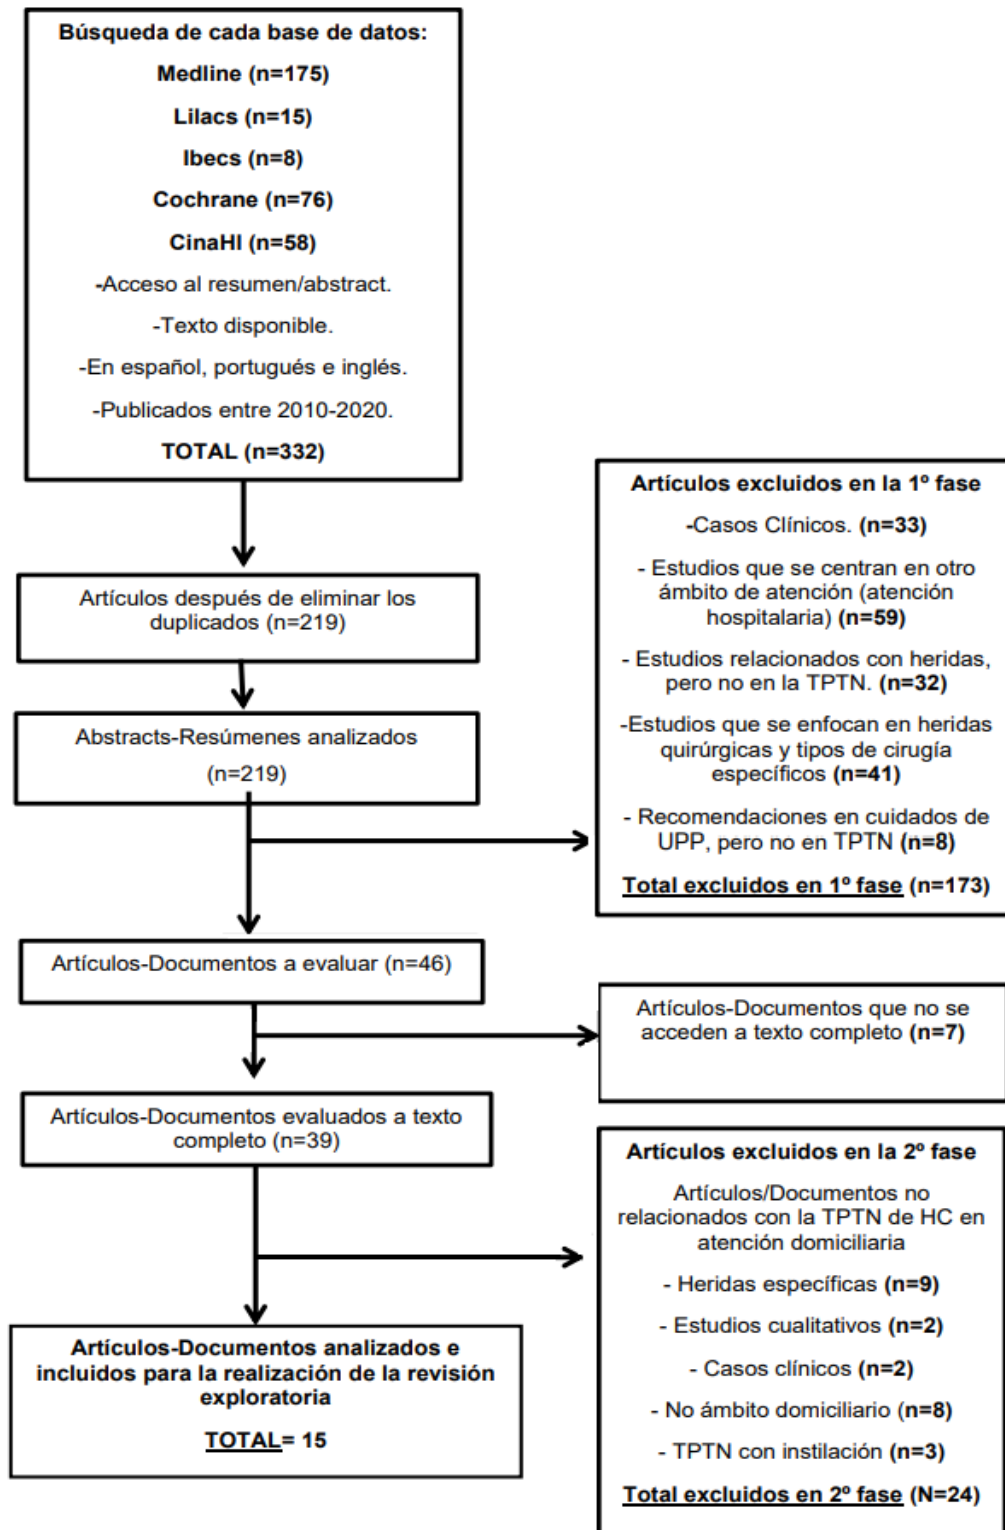 Búsqueda de cada base de datos:
Medline (n=175)
Lilacs (n=15)
Ibecs (n=8)
Cochrane (n=76)
CinaHl (n=58)
-Acceso al resumen/abstract.
-Texto disponible.
-En español, portugués e inglés.
-Publicados entre 2010-2020.
TOTAL (n=332)
Artículos después de eliminar los
duplicados (n=219)
Abstracts-Resúmenes analizados
(n=219)
Artículos excluidos en la 1º fase
-Casos Clínicos. (n=33)
- Estudios que se centran en otro
ámbito de atención (atención
hospitalaria) (n=59)
- Estudios relacionados con heridas,
pero no en la TPTN. (n=32)
-Estudios que se enfocan en heridas
quirúrgicas y tipos de cirugía
específicos (n=41)
- Recomendaciones en cuidados de
UPP, pero no en TPTN (n=8)
Total excluidos en 1º fase (n=173)
Artículos-Documentos a evaluar (n=46)
Artículos-Documentos que no se
acceden a texto completo (n=7)
Artículos-Documentos evaluados a texto
completo (n=39)
Artículos excluidos en la 2º fase
Artículos/Documentos no
relacionados con la TPTN de HC en
atención domiciliaria
- Heridas específicas (n=9)
- Estudios cualitativos (n=2)
- Casos clínicos (n=2)
- No ámbito domiciliario (n=8)
- TPTN con instilación (n=3)
Total excluidos en 2º fase (N=24)
Artículos-Documentos analizados e
incluidos para la realización de la revisión
exploratoria
TOTAL= 15